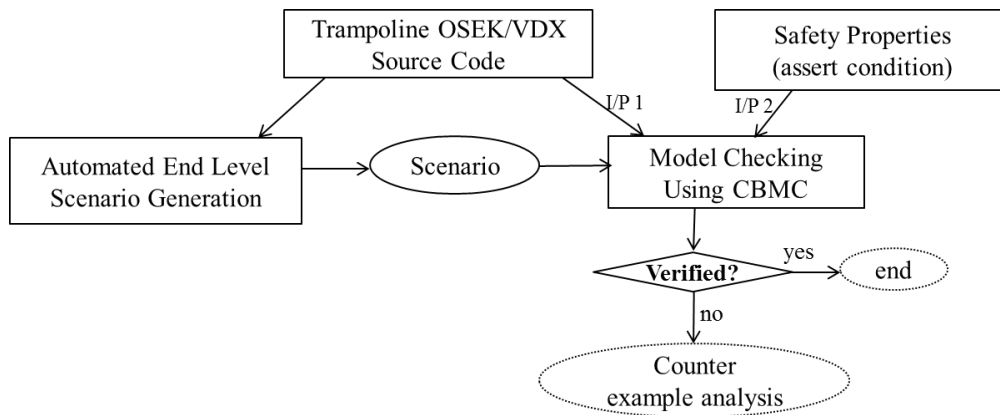 Trampoline OSEK/VDX
Source Code
Safety Properties
(assert condition)
I/P 1
I/P 2
Automated End Level
Scenario Generation
Scenario
Model Checking
Using CBMC
Verified?
yes
end
no
Counter
example analysis